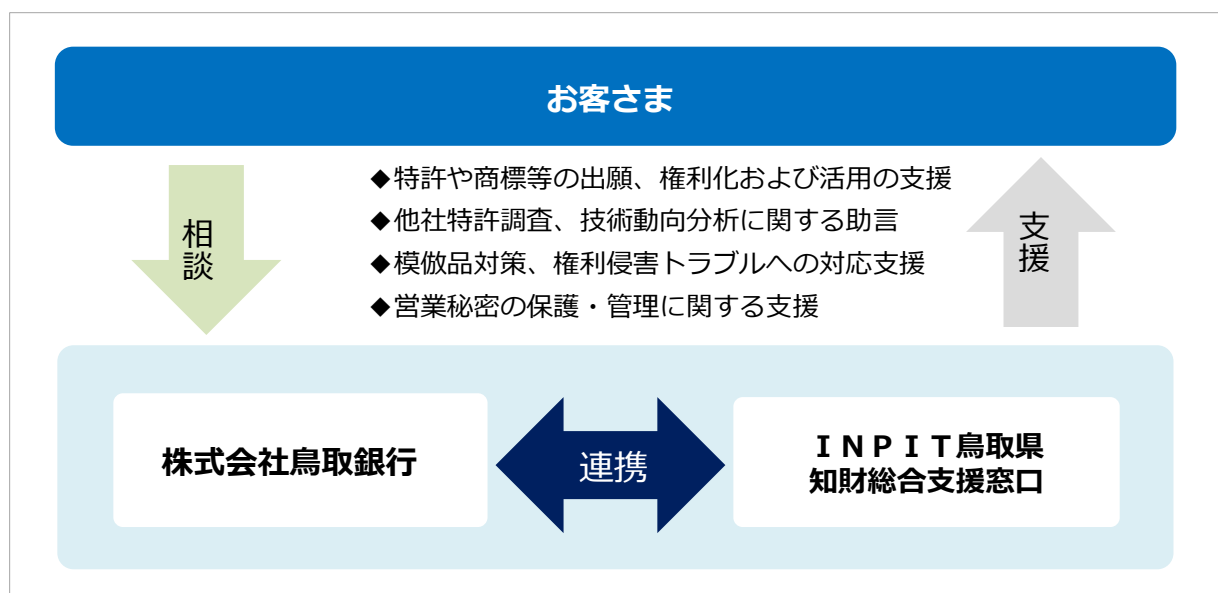 お客さま
相談
◆特許や商標等の出願、権利化および活用の支援
◆他社特許調査、技術動向分析に関する助言
◆模倣品対策、権利侵害トラブルへの対応支援
◆営業秘密の保護・管理に関する支援
支援
株式会社鳥取銀行
連携
ＩＮＰＩＴ鳥取県
知財総合支援窓口